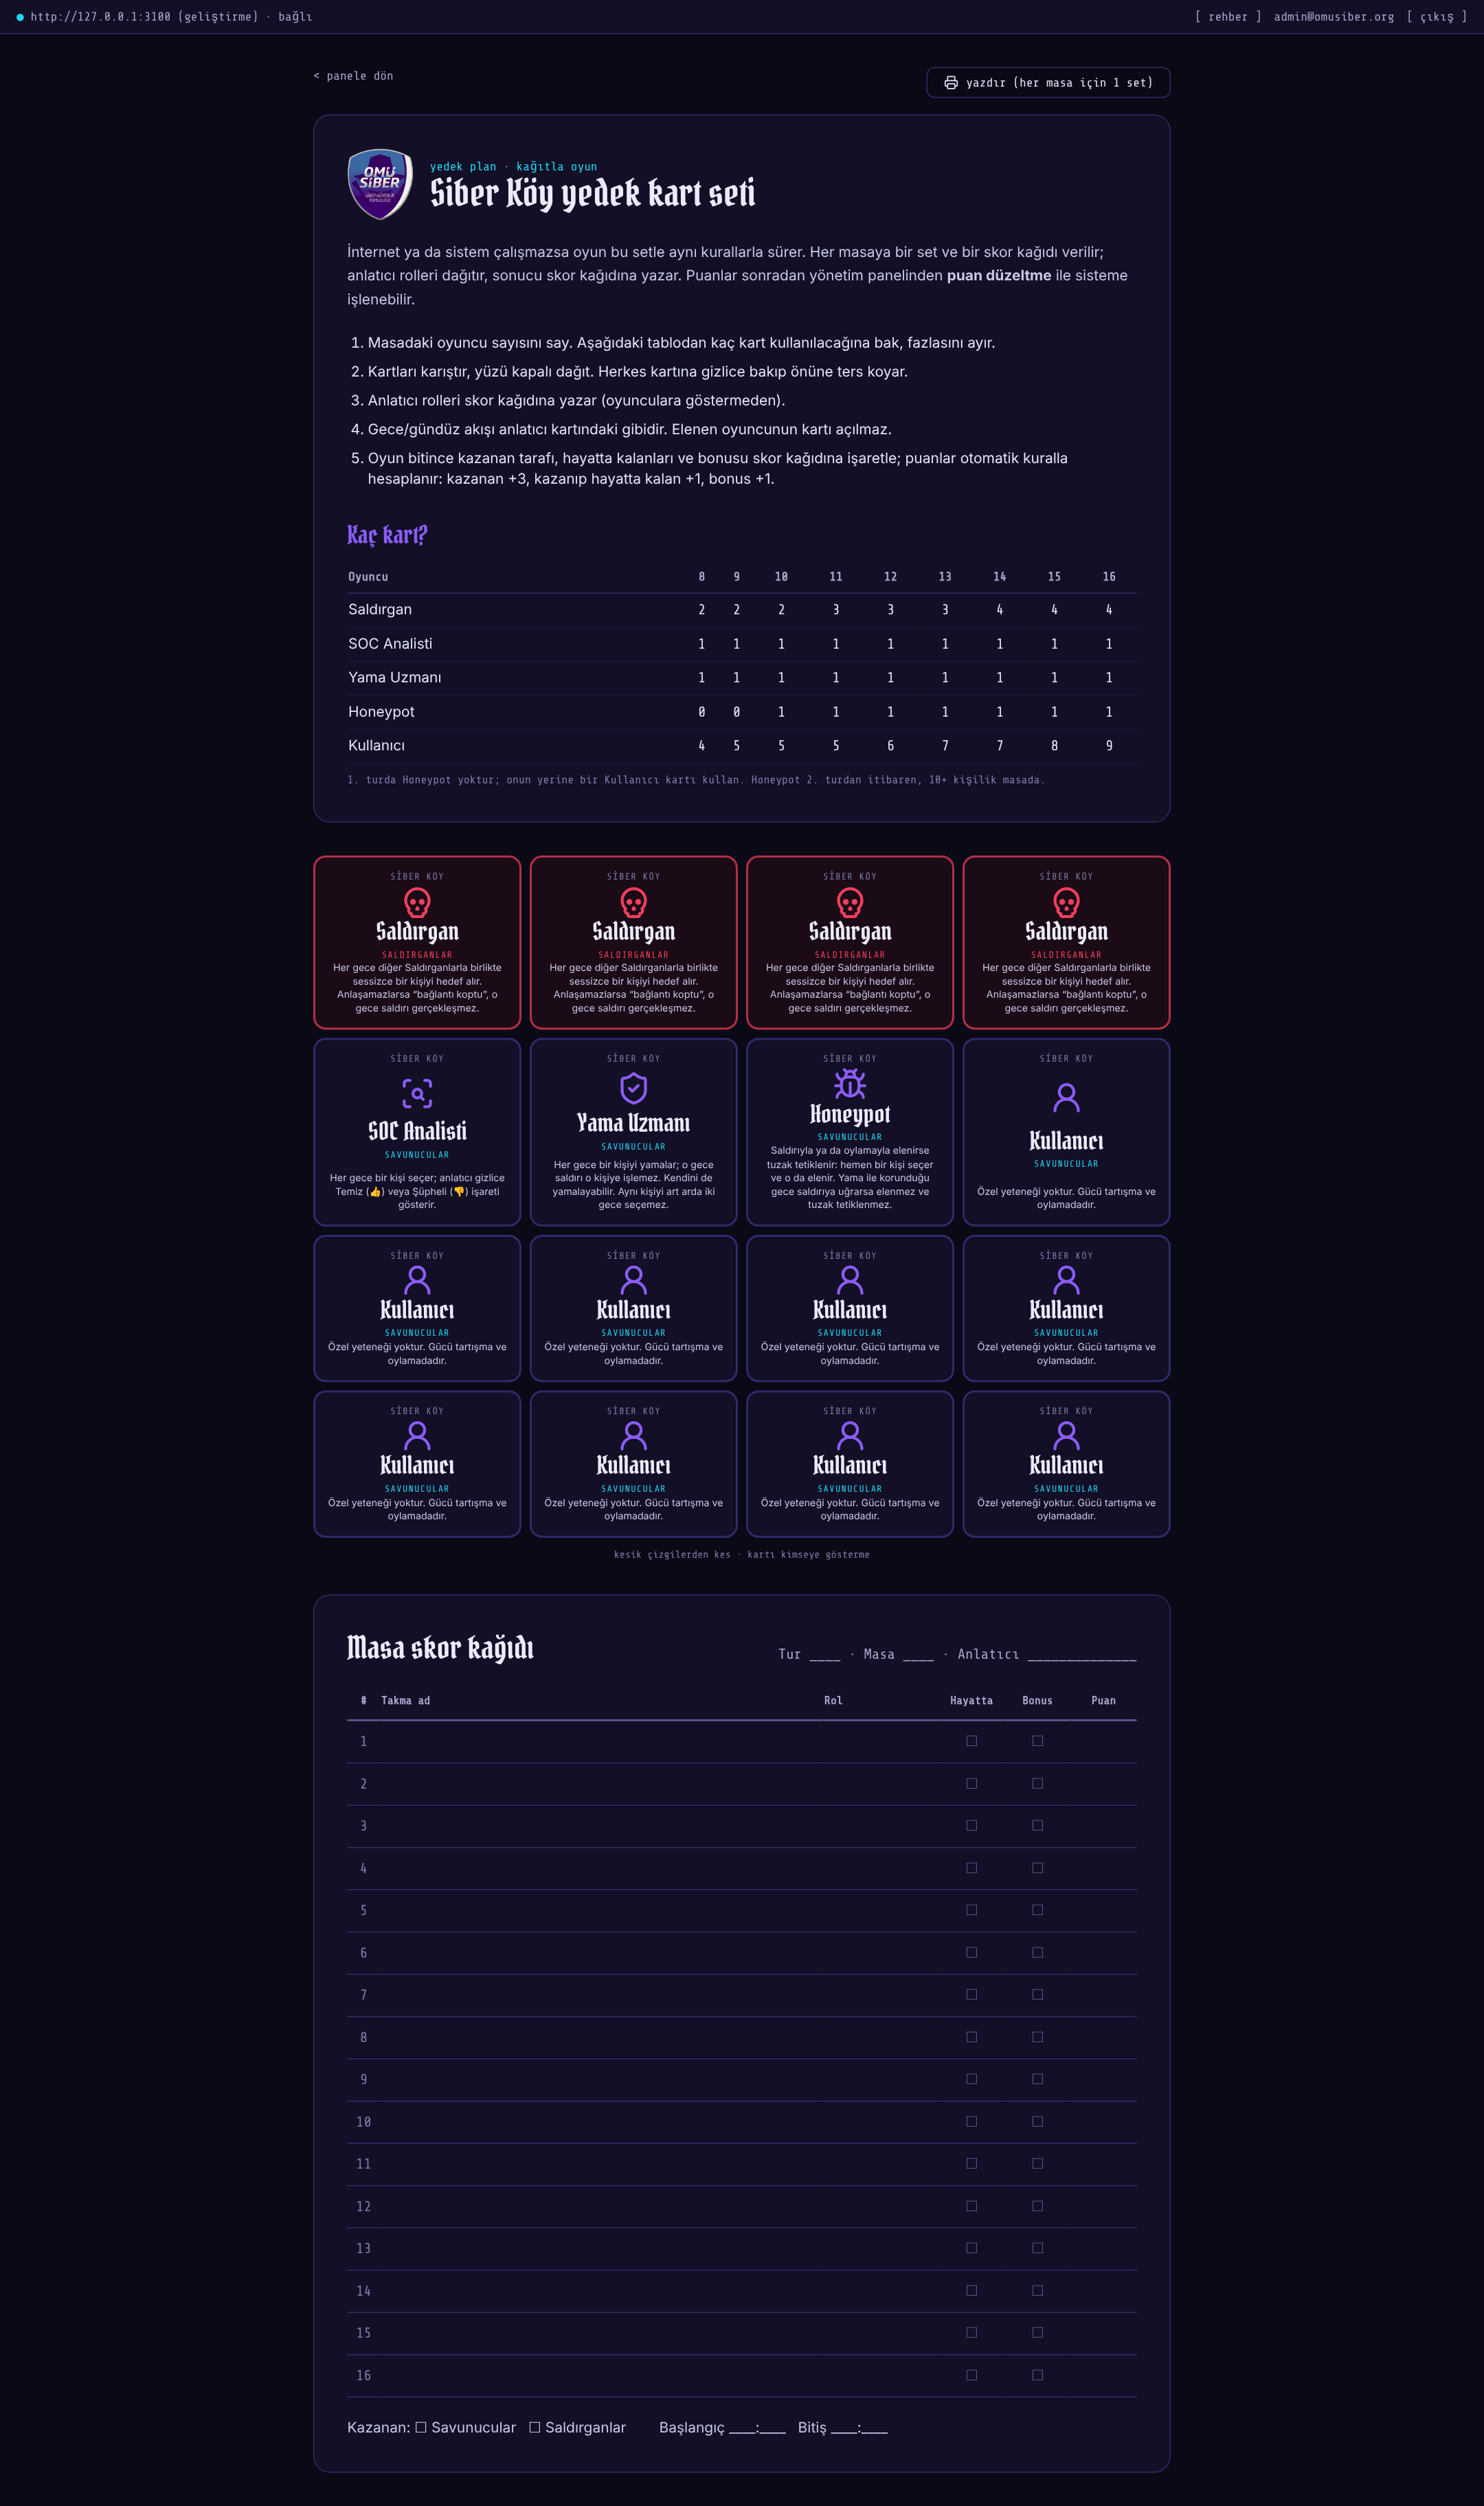 http://127.0.0.1:3100 (geliştirme) · bağlı
[ rehber ] admin@omusiber.org [ çıkış ]
< panele dön
yazdır (her masa için 1 set)
OMÜ
SİBER
SİBER GÜVENLİK
TOPLULUĞU
yedek plan · kağıtla oyun
Siber Köy yedek kart seti
İnternet ya da sistem çalışmazsa oyun bu setle aynı kurallarla sürer. Her masaya bir set ve bir skor kağıdı verilir;
anlatıcı rolleri dağıtır, sonucu skor kağıdına yazar. Puanlar sonradan yönetim panelinden puan düzeltme ile sisteme
işlenebilir.
1. Masadaki oyuncu sayısını say. Aşağıdaki tablodan kaç kart kullanılacağına bak, fazlasını ayır.
2. Kartları karıştır, yüzü kapalı dağıt. Herkes kartına gizlice bakıp önüne ters koyar.
3. Anlatıcı rolleri skor kağıdına yazar (oyunculara göstermeden).
4. Gece/gündüz akışı anlatıcı kartındaki gibidir. Elenen oyuncunun kartı açılmaz.
5. Oyun bitince kazanan tarafı, hayatta kalanları ve bonusu skor kağıdına işaretle; puanlar otomatik kuralla
hesaplanır: kazanan +3, kazanıp hayatta kalan +1, bonus +1.
Kaç kart?
Oyuncu 8 9 10 11 12 13 14 15 16
Saldırgan 2 2 2 3 3 3 4 4 4
SOC Analisti 1 1 1 1 1 1 1 1 1
Yama Uzmanı 1 1 1 1 1 1 1 1 1
Honeypot 0 0 1 1 1 1 1 1 1
Kullanıcı 4 5 5 5 6 7 7 8 9
1. turda Honeypot yoktur; onun yerine bir Kullanıcı kartı kullan. Honeypot 2. turdan itibaren, 10+ kişilik masada.
SİBER KÖY
Saldırgan
SALDIRGANLAR
Her gece diğer Saldırganlarla birlikte
sessizce bir kişiyi hedef alır.
Anlaşamazlarsa “bağlantı koptu”, o
gece saldırı gerçekleşmez.
SİBER KÖY
Saldırgan
SALDIRGANLAR
Her gece diğer Saldırganlarla birlikte
sessizce bir kişiyi hedef alır.
Anlaşamazlarsa “bağlantı koptu”, o
gece saldırı gerçekleşmez.
SİBER KÖY
Saldırgan
SALDIRGANLAR
Her gece diğer Saldırganlarla birlikte
sessizce bir kişiyi hedef alır.
Anlaşamazlarsa “bağlantı koptu”, o
gece saldırı gerçekleşmez.
SİBER KÖY
Saldırgan
SALDIRGANLAR
Her gece diğer Saldırganlarla birlikte
sessizce bir kişiyi hedef alır.
Anlaşamazlarsa “bağlantı koptu”, o
gece saldırı gerçekleşmez.
SİBER KÖY
SOC Analisti
SAVUNUCULAR
Her gece bir kişi seçer; anlatıcı gizlice
Temiz (👍) veya Şüpheli (👎) işareti
gösterir.
SİBER KÖY
Yama Uzmanı
SAVUNUCULAR
Her gece bir kişiyi yamalar; o gece
saldırı o kişiye işlemez. Kendini de
yamalayabilir. Aynı kişiyi art arda iki
gece seçemez.
SİBER KÖY
Honeypot
SAVUNUCULAR
Saldırıyla ya da oylamayla elenirse
tuzak tetiklenir: hemen bir kişi seçer
ve o da elenir. Yama ile korunduğu
gece saldırıya uğrarsa elenmez ve
tuzak tetiklenmez.
SİBER KÖY
Kullanıcı
SAVUNUCULAR
Özel yeteneği yoktur. Gücü tartışma ve
oylamadadır.
SİBER KÖY
Kullanıcı
SAVUNUCULAR
Özel yeteneği yoktur. Gücü tartışma ve
oylamadadır.
SİBER KÖY
Kullanıcı
SAVUNUCULAR
Özel yeteneği yoktur. Gücü tartışma ve
oylamadadır.
SİBER KÖY
Kullanıcı
SAVUNUCULAR
Özel yeteneği yoktur. Gücü tartışma ve
oylamadadır.
SİBER KÖY
Kullanıcı
SAVUNUCULAR
Özel yeteneği yoktur. Gücü tartışma ve
oylamadadır.
SİBER KÖY
Kullanıcı
SAVUNUCULAR
Özel yeteneği yoktur. Gücü tartışma ve
oylamadadır.
SİBER KÖY
Kullanıcı
SAVUNUCULAR
Özel yeteneği yoktur. Gücü tartışma ve
oylamadadır.
SİBER KÖY
Kullanıcı
SAVUNUCULAR
Özel yeteneği yoktur. Gücü tartışma ve
oylamadadır.
SİBER KÖY
Kullanıcı
SAVUNUCULAR
Özel yeteneği yoktur. Gücü tartışma ve
oylamadadır.
kesik çizgilerden kes · kartı kimseye gösterme
Masa skor kağıdı
Tur ____ · Masa ____ · Anlatıcı ______________
# Takma ad Rol Hayatta Bonus Puan
1 ☐ ☐
2 ☐ ☐
3 ☐ ☐
4 ☐ ☐
5 ☐ ☐
6 ☐ ☐
7 ☐ ☐
8 ☐ ☐
9 ☐ ☐
10 ☐ ☐
11 ☐ ☐
12 ☐ ☐
13 ☐ ☐
14 ☐ ☐
15 ☐ ☐
16 ☐ ☐
Kazanan: ☐ Savunucular ☐ Saldırganlar Başlangıç ____:____ Bitiş ____:____